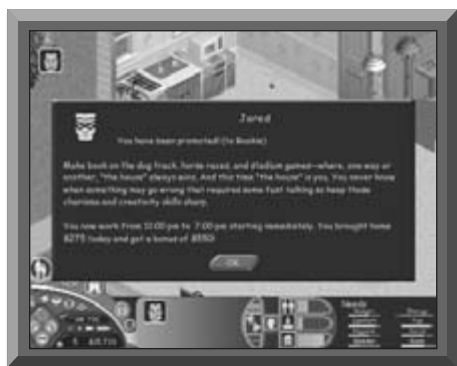 Jared
You have been promoted! (to Bookie)
Make book on the dog track, horse races, and stadium games—where, one way or
another, "the house" always wins. And this time "the house" is you. You never know
when something may go wrong that required some fast talking so keep those
charisma and creativity skills sharp.
You now work from 12:00 pm to 7:00 pm starting immediately. You brought home
$275 today and got a bonus of $550!
OK
Needs